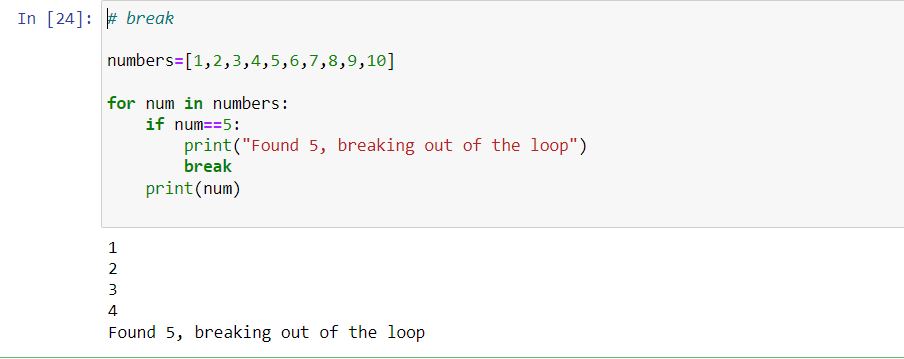 In [24]: # break
numbers=[1,2,3,4,5,6,7,8,9,10]
for num in numbers:
    if num==5:
        print("Found 5, breaking out of the loop")
        break
    print(num)
1
2
3
4
Found 5, breaking out of the loop